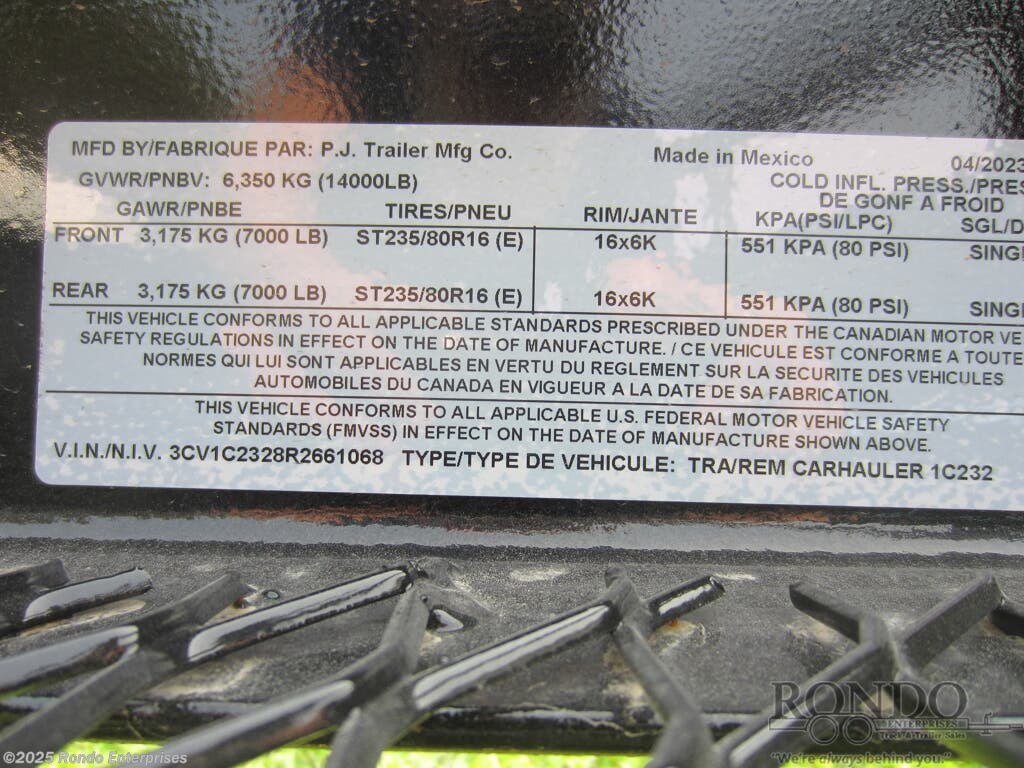 MFD BY/FABRIQUE PAR: P.J. Trailer Mfg Co. Made in Mexico 04/2023
GVWR/PNBV: 6,350 KG (14000LB) COLD INFL. PRESS./PRES
DE GONF A FROID
GAWR/PNBE TIRES/PNEU RIM/JANTE KPA(PSI/LPC) SGL/D
FRONT 3,175 KG (7000 LB) ST235/80R16 (E) 16x6K 551 KPA (80 PSI) SING
REAR 3,175 KG (7000 LB) ST235/80R16 (E) 16x6K 551 KPA (80 PSI) SING
THIS VEHICLE CONFORMS TO ALL APPLICABLE STANDARDS PRESCRIBED UNDER THE CANADIAN MOTOR VE
SAFETY REGULATIONS IN EFFECT ON THE DATE OF MANUFACTURE. / CE VEHICULE EST CONFORME A TOUTE
NORMES QUI LUI SONT APPLICABLES EN VERTU DU REGLEMENT SUR LA SECURITE DES VEHICULES
AUTOMOBILES DU CANADA EN VIGUEUR A LA DATE DE SA FABRICATION.
THIS VEHICLE CONFORMS TO ALL APPLICABLE U.S. FEDERAL MOTOR VEHICLE SAFETY
STANDARDS (FMVSS) IN EFFECT ON THE DATE OF MANUFACTURE SHOWN ABOVE.
V.I.N./N.I.V. 3CV1C2328R2661068 TYPE/TYPE DE VEHICULE: TRA/REM CARHAULER 1C232
RONDO
ENTERPRISES
Truck & Trailer Sales
"We're always behind you."
©2025 Rondo Enterprises